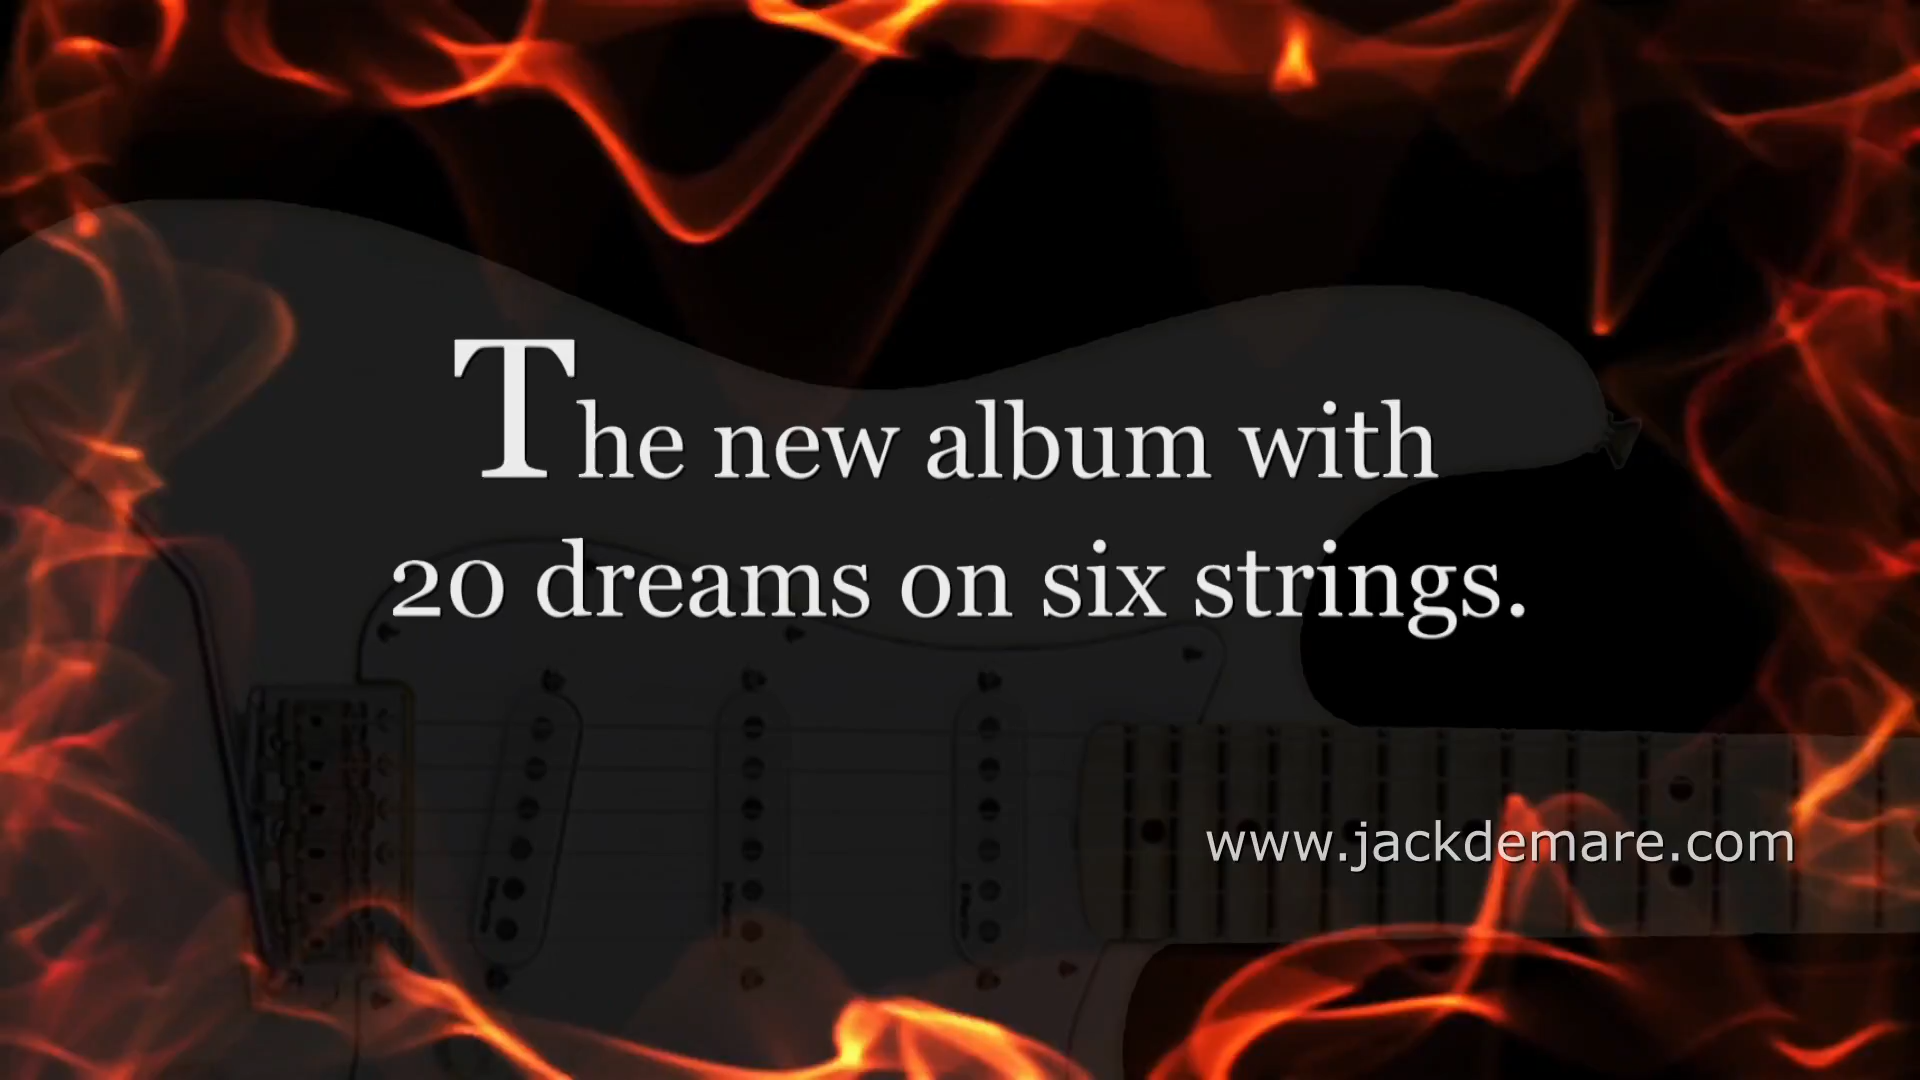 The new album with
20 dreams on six strings.
www.jackdemare.com